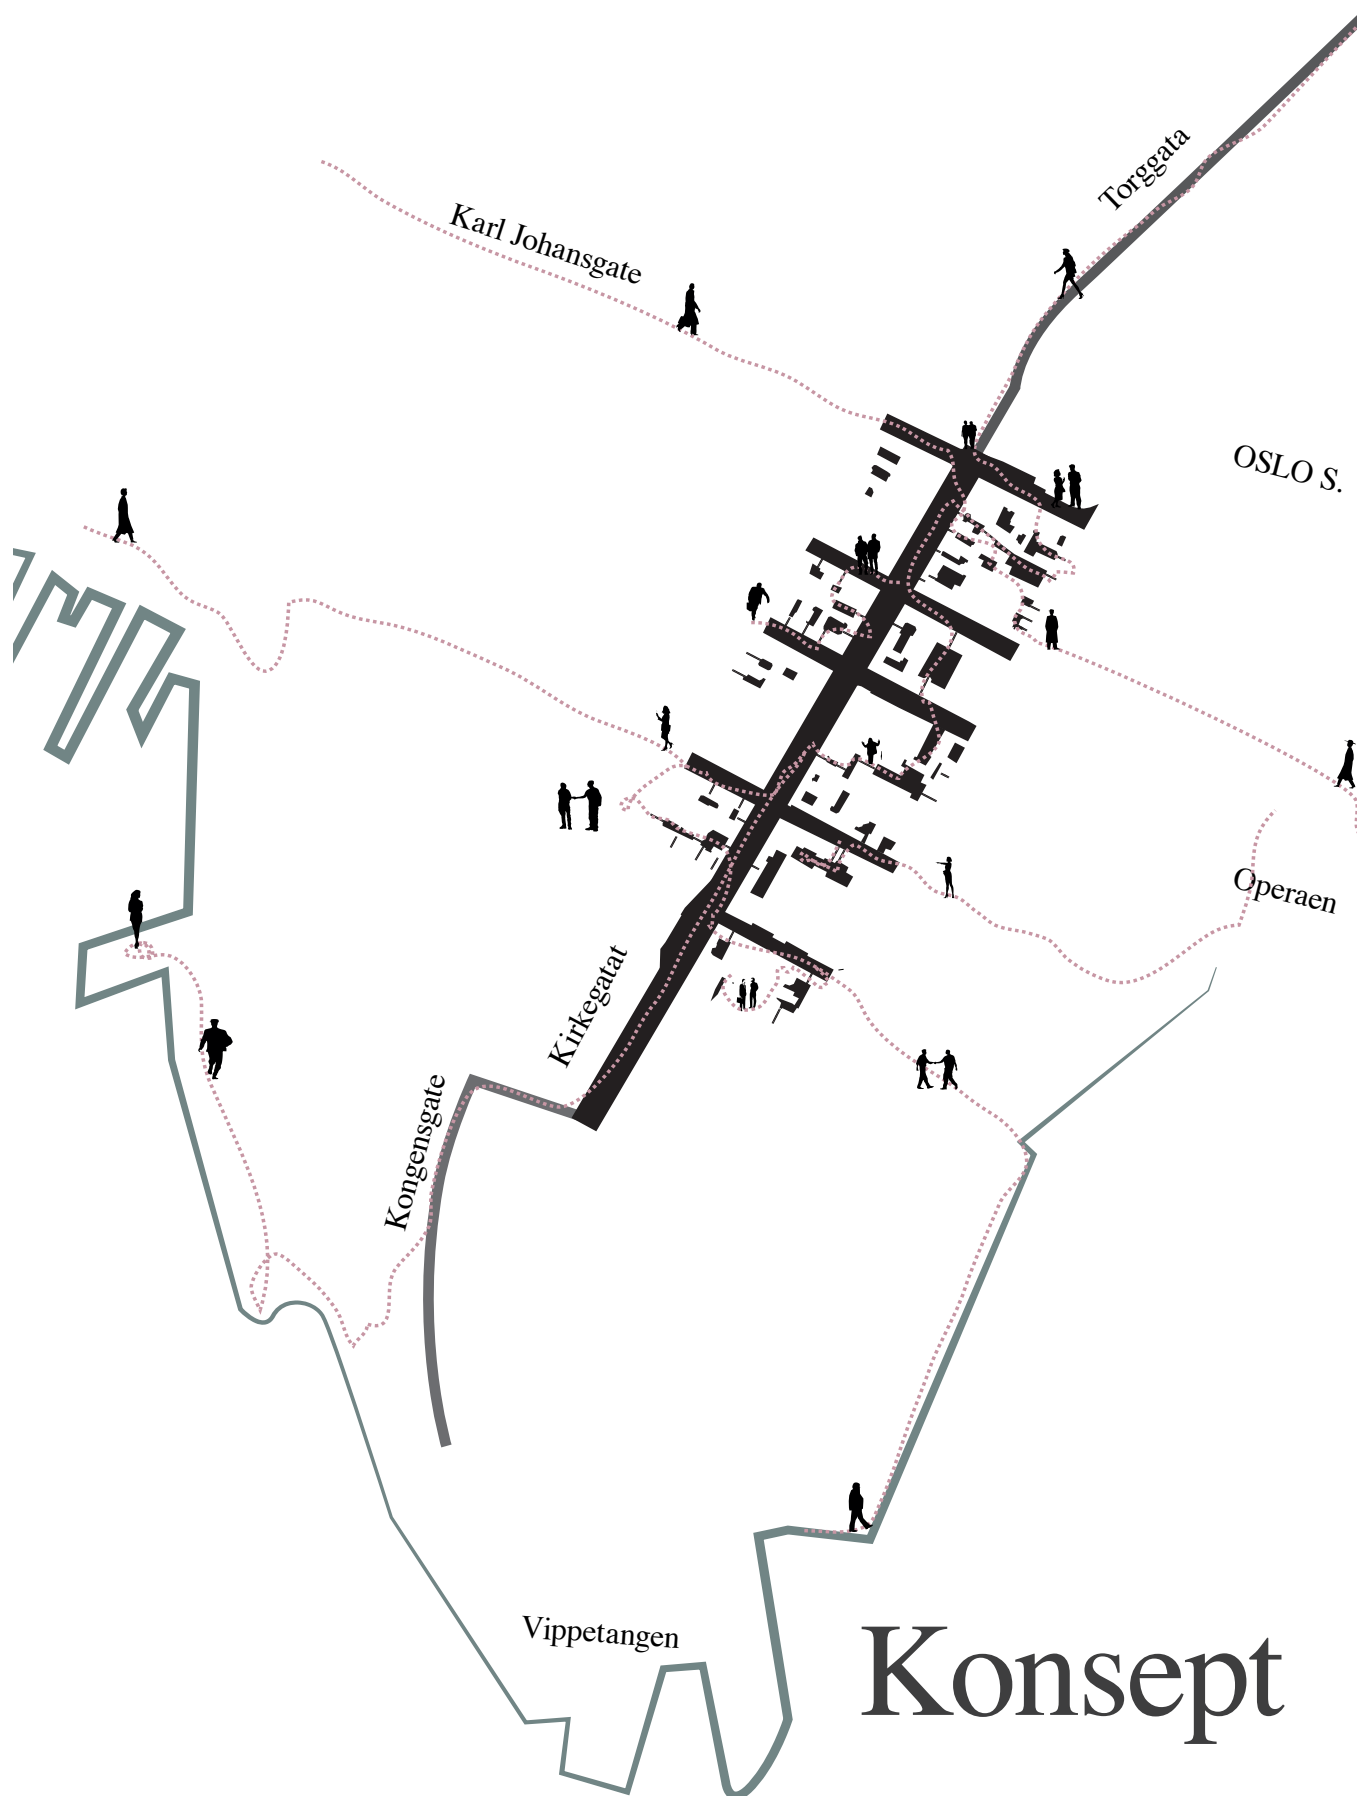 Torggata
Karl Johansgate
OSLO S.
Operaen
Kirkegatat
Kongensgate
Vippetangen
Konsept